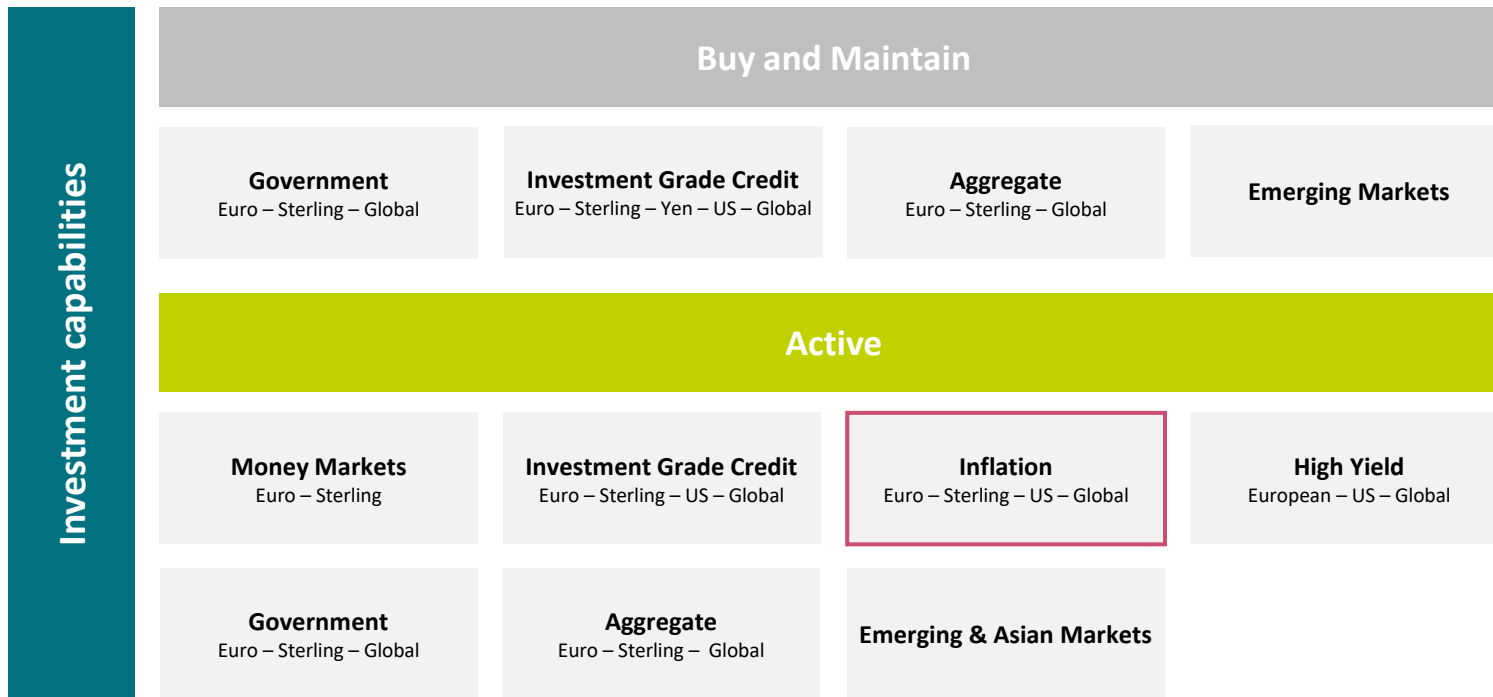 Investment capabilities
Buy and Maintain
Government
Euro – Sterling – Global
Investment Grade Credit
Euro – Sterling – Yen – US – Global
Aggregate
Euro – Sterling – Global
Emerging Markets
Active
Money Markets
Euro – Sterling
Investment Grade Credit
Euro – Sterling – US – Global
Inflation
Euro – Sterling – US – Global
High Yield
European – US – Global
Government
Euro – Sterling – Global
Aggregate
Euro – Sterling – Global
Emerging & Asian Markets